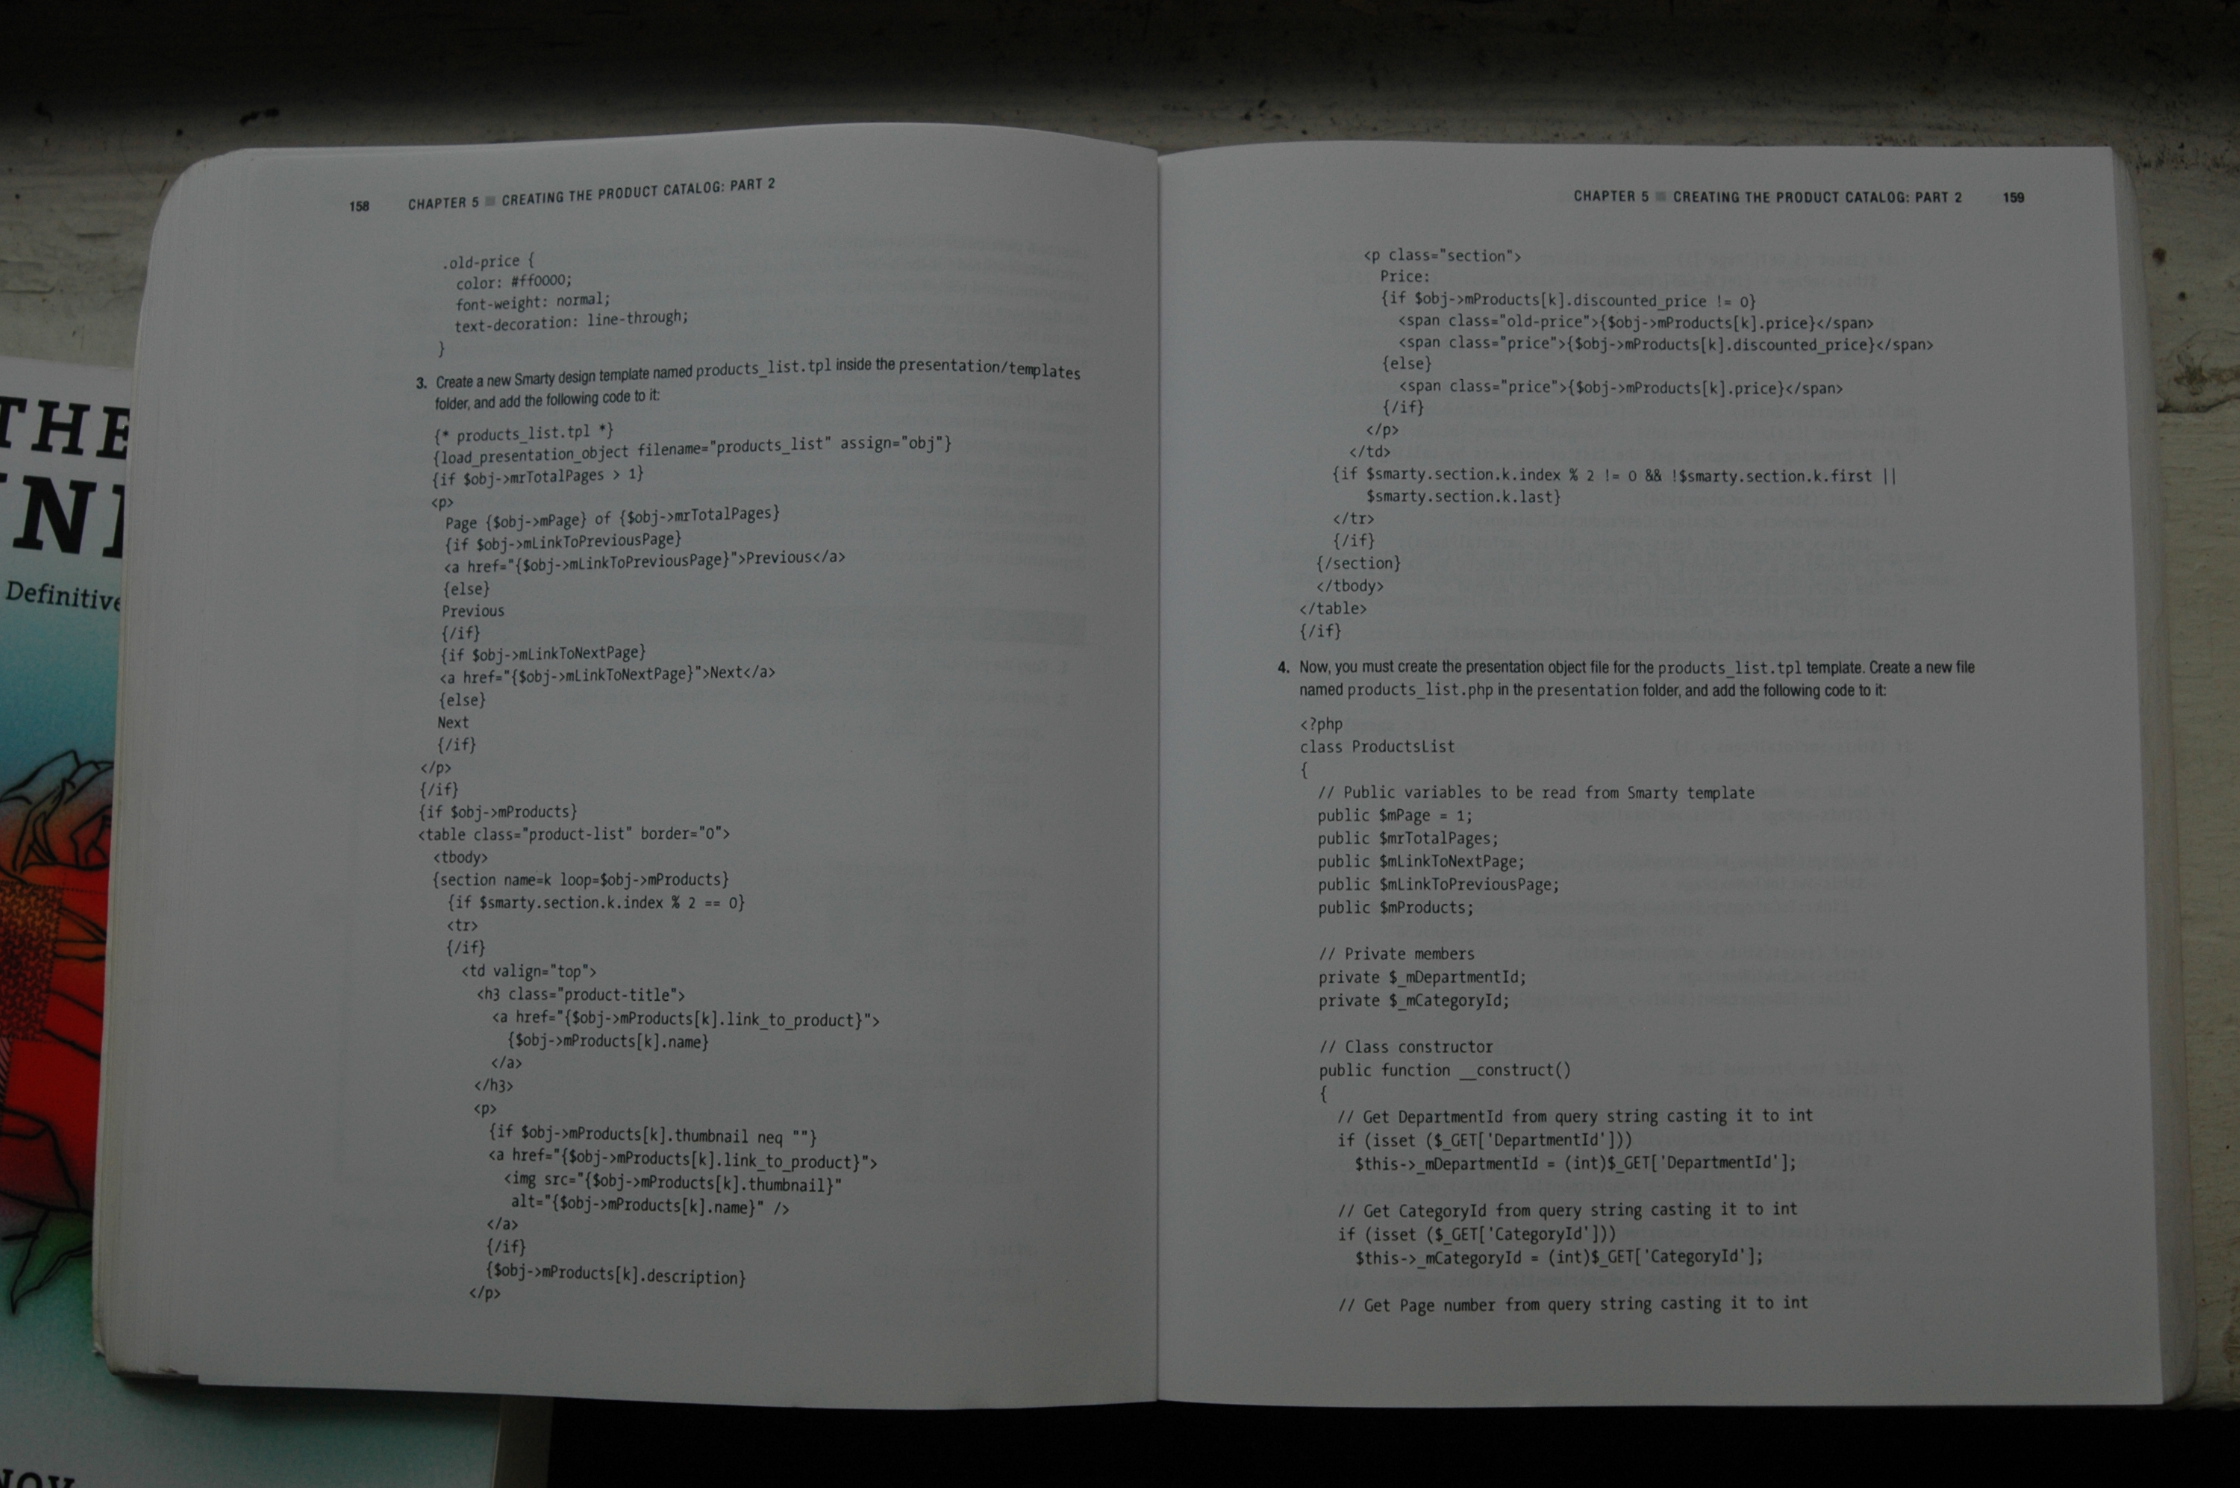 THE
Definitive
158 CHAPTER 5 ■ CREATING THE PRODUCT CATALOG: PART 2
.old-price {
color: #ff0000;
font-weight: normal;
text-decoration: line-through;
}
3. Create a new Smarty design template named products_list.tpl inside the presentation/templates
folder, and add the following code to it:
{* products_list.tpl *}
{load_presentation_object filename="products_list" assign="obj"}
{if $obj->mrTotalPages > 1}
<p>
Page {$obj->mPage} of {$obj->mrTotalPages}
{if $obj->mLinkToPreviousPage}
<a href="{$obj->mLinkToPreviousPage}">Previous</a>
{else}
Previous
{/if}
{if $obj->mLinkToNextPage}
<a href="{$obj->mLinkToNextPage}">Next</a>
{else}
Next
{/if}
</p>
{/if}
{if $obj->mProducts}
<table class="product-list" border="0">
<tbody>
{section name=k loop=$obj->mProducts}
{if $smarty.section.k.index % 2 == 0}
<tr>
{/if}
<td valign="top">
<h3 class="product-title">
<a href="{$obj->mProducts[k].link_to_product}">
{$obj->mProducts[k].name}
</a>
</h3>
<p>
{if $obj->mProducts[k].thumbnail neq ""}
<a href="{$obj->mProducts[k].link_to_product}">
<img src="{$obj->mProducts[k].thumbnail}"
alt="{$obj->mProducts[k].name}" />
</a>
{/if}
{$obj->mProducts[k].description}
</p>
CHAPTER 5 ■ CREATING THE PRODUCT CATALOG: PART 2 159
<p class="section">
Price:
{if $obj->mProducts[k].discounted_price != 0}
<span class="old-price">{$obj->mProducts[k].price}</span>
<span class="price">{$obj->mProducts[k].discounted_price}</span>
{else}
<span class="price">{$obj->mProducts[k].price}</span>
{/if}
</p>
</td>
{if $smarty.section.k.index % 2 != 0 && !$smarty.section.k.first ||
$smarty.section.k.last}
</tr>
{/if}
{/section}
</tbody>
</table>
{/if}
4. Now, you must create the presentation object file for the products_list.tpl template. Create a new file
named products_list.php in the presentation folder, and add the following code to it:
<?php
class ProductsList
{
// Public variables to be read from Smarty template
public $mPage = 1;
public $mrTotalPages;
public $mLinkToNextPage;
public $mLinkToPreviousPage;
public $mProducts;
// Private members
private $_mDepartmentId;
private $_mCategoryId;
// Class constructor
public function __construct()
{
// Get DepartmentId from query string casting it to int
if (isset ($_GET['DepartmentId']))
$this->_mDepartmentId = (int)$_GET['DepartmentId'];
// Get CategoryId from query string casting it to int
if (isset ($_GET['CategoryId']))
$this->_mCategoryId = (int)$_GET['CategoryId'];
// Get Page number from query string casting it to int